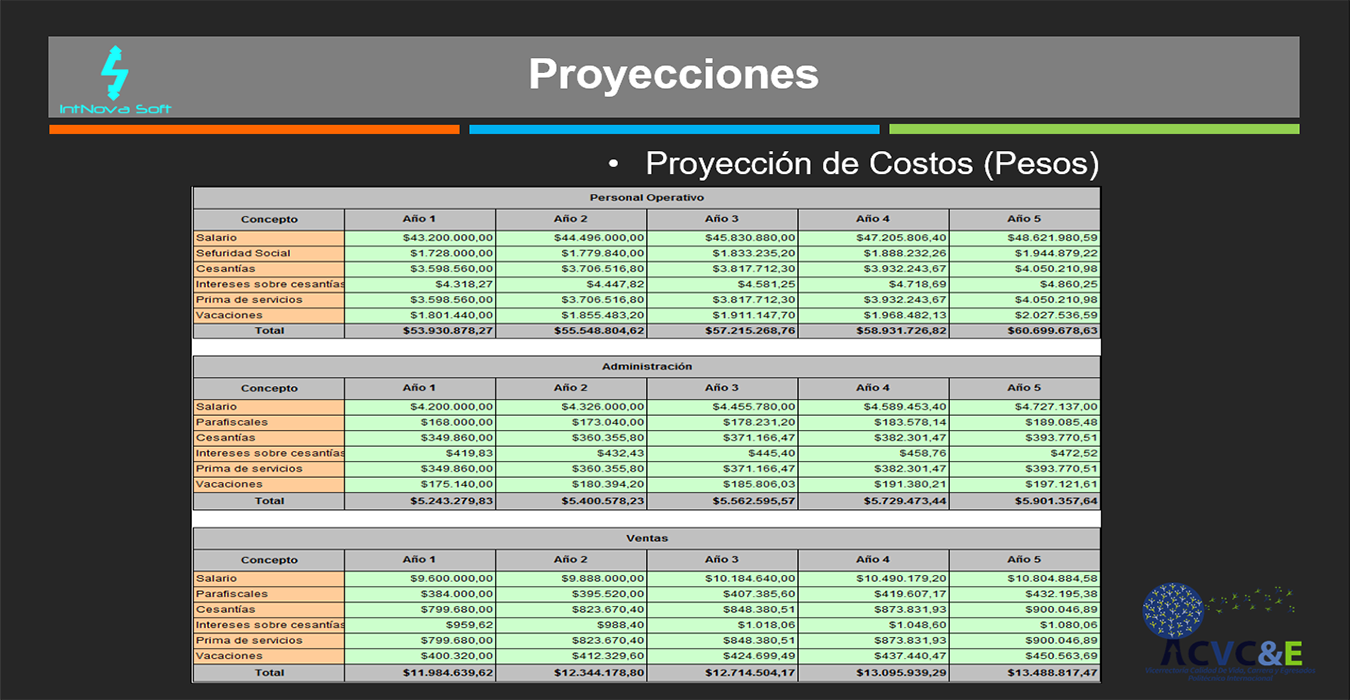 IntNova Soft
Proyecciones
• Proyección de Costos (Pesos)
Personal Operativo
Concepto Año 1 Año 2 Año 3 Año 4 Año 5
Salario $43.200.000,00 $44.496.000,00 $45.830.880,00 $47.205.806,40 $48.621.980,59
Sefuridad Social $1.728.000,00 $1.779.840,00 $1.833.235,20 $1.888.232,26 $1.944.879,22
Cesantías $3.598.560,00 $3.706.516,80 $3.817.712,30 $3.932.243,67 $4.050.210,98
Intereses sobre cesantías $4.318,27 $4.447,82 $4.581,25 $4.718,69 $4.860,25
Prima de servicios $3.598.560,00 $3.706.516,80 $3.817.712,30 $3.932.243,67 $4.050.210,98
Vacaciones $1.801.440,00 $1.855.483,20 $1.911.147,70 $1.968.482,13 $2.027.536,59
Total $53.930.878,27 $55.548.804,62 $57.215.268,76 $58.931.726,82 $60.699.678,63
Administración
Concepto Año 1 Año 2 Año 3 Año 4 Año 5
Salario $4.200.000,00 $4.326.000,00 $4.455.780,00 $4.589.453,40 $4.727.137,00
Parafiscales $168.000,00 $173.040,00 $178.231,20 $183.578,14 $189.085,48
Cesantías $349.860,00 $360.355,80 $371.166,47 $382.301,47 $393.770,51
Intereses sobre cesantías $419,83 $432,43 $445,40 $458,76 $472,52
Prima de servicios $349.860,00 $360.355,80 $371.166,47 $382.301,47 $393.770,51
Vacaciones $175.140,00 $180.394,20 $185.806,03 $191.380,21 $197.121,61
Total $5.243.279,83 $5.400.578,23 $5.562.595,57 $5.729.473,44 $5.901.357,64
Ventas
Concepto Año 1 Año 2 Año 3 Año 4 Año 5
Salario $9.600.000,00 $9.888.000,00 $10.184.640,00 $10.490.179,20 $10.804.884,58
Parafiscales $384.000,00 $395.520,00 $407.385,60 $419.607,17 $432.195,38
Cesantías $799.680,00 $823.670,40 $848.380,51 $873.831,93 $900.046,89
Intereses sobre cesantías $959,62 $988,40 $1.018,06 $1.048,60 $1.080,06
Prima de servicios $799.680,00 $823.670,40 $848.380,51 $873.831,93 $900.046,89
Vacaciones $400.320,00 $412.329,60 $424.699,49 $437.440,47 $450.563,69
Total $11.984.639,62 $12.344.178,80 $12.714.504,17 $13.095.939,29 $13.488.817,47
ACVC&E